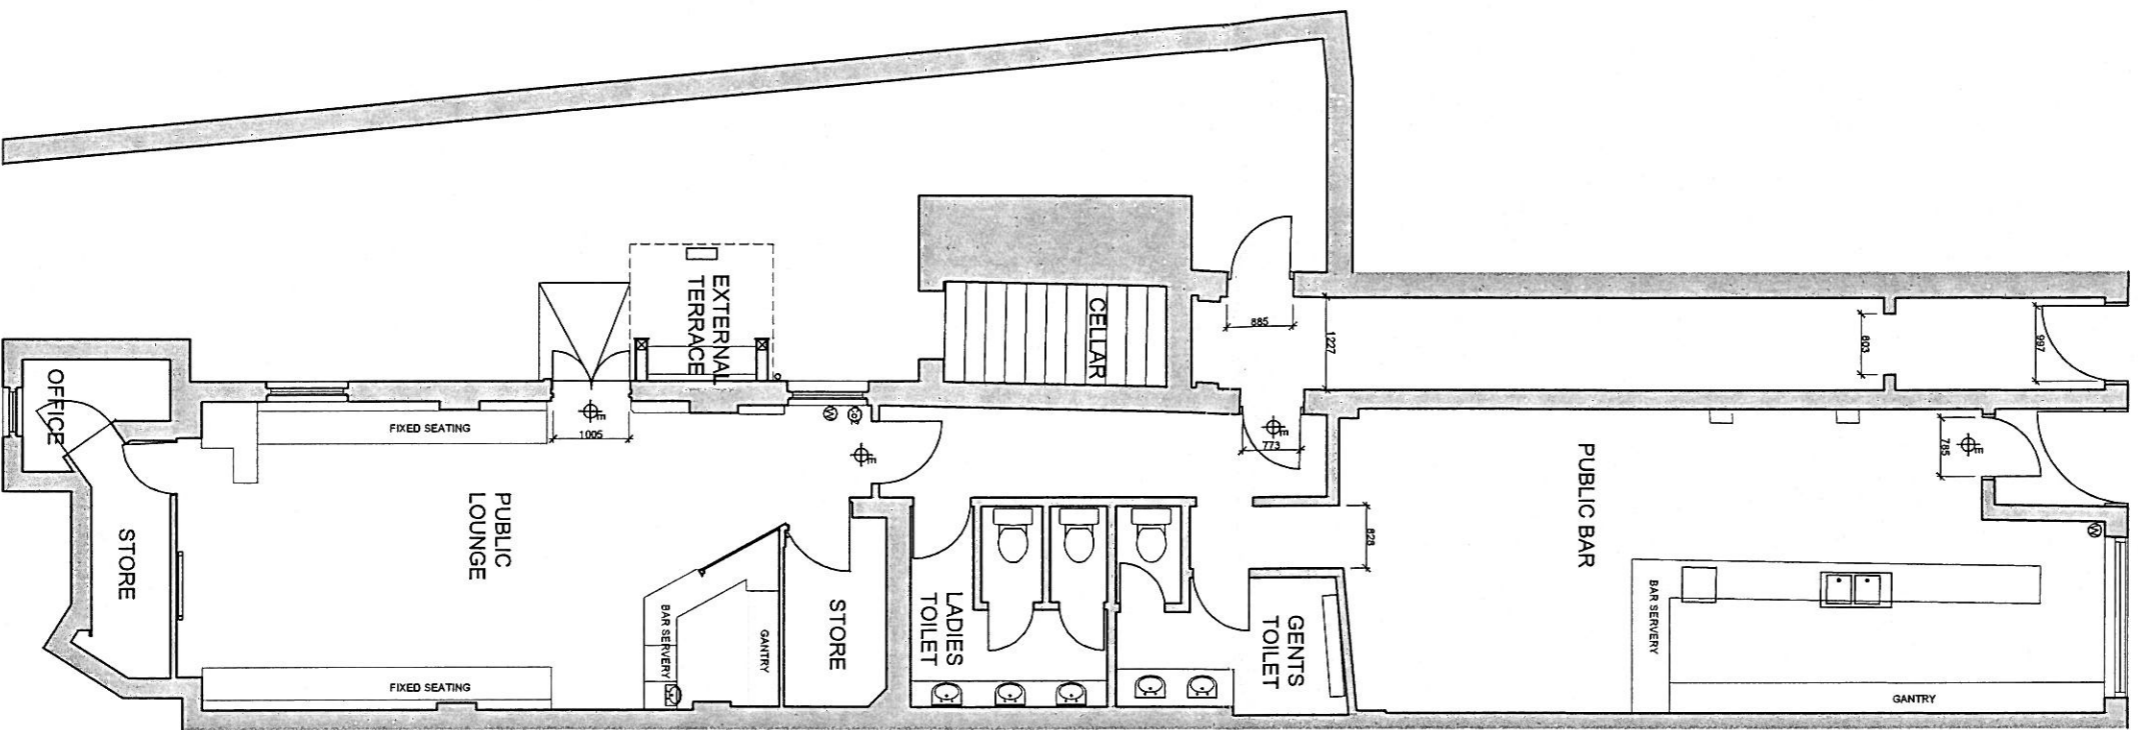 EXTERNAL
TERRACE
CELLAR
885
1227
603
997
OFFICE
FIXED SEATING
1005
E
W
E
E
773
785
E
PUBLIC
LOUNGE
STORE
PUBLIC BAR
828
W
BAR SERVERY
GANTRY
STORE
LADIES
TOILET
GENTS
TOILET
BAR SERVERY
FIXED SEATING
GANTRY